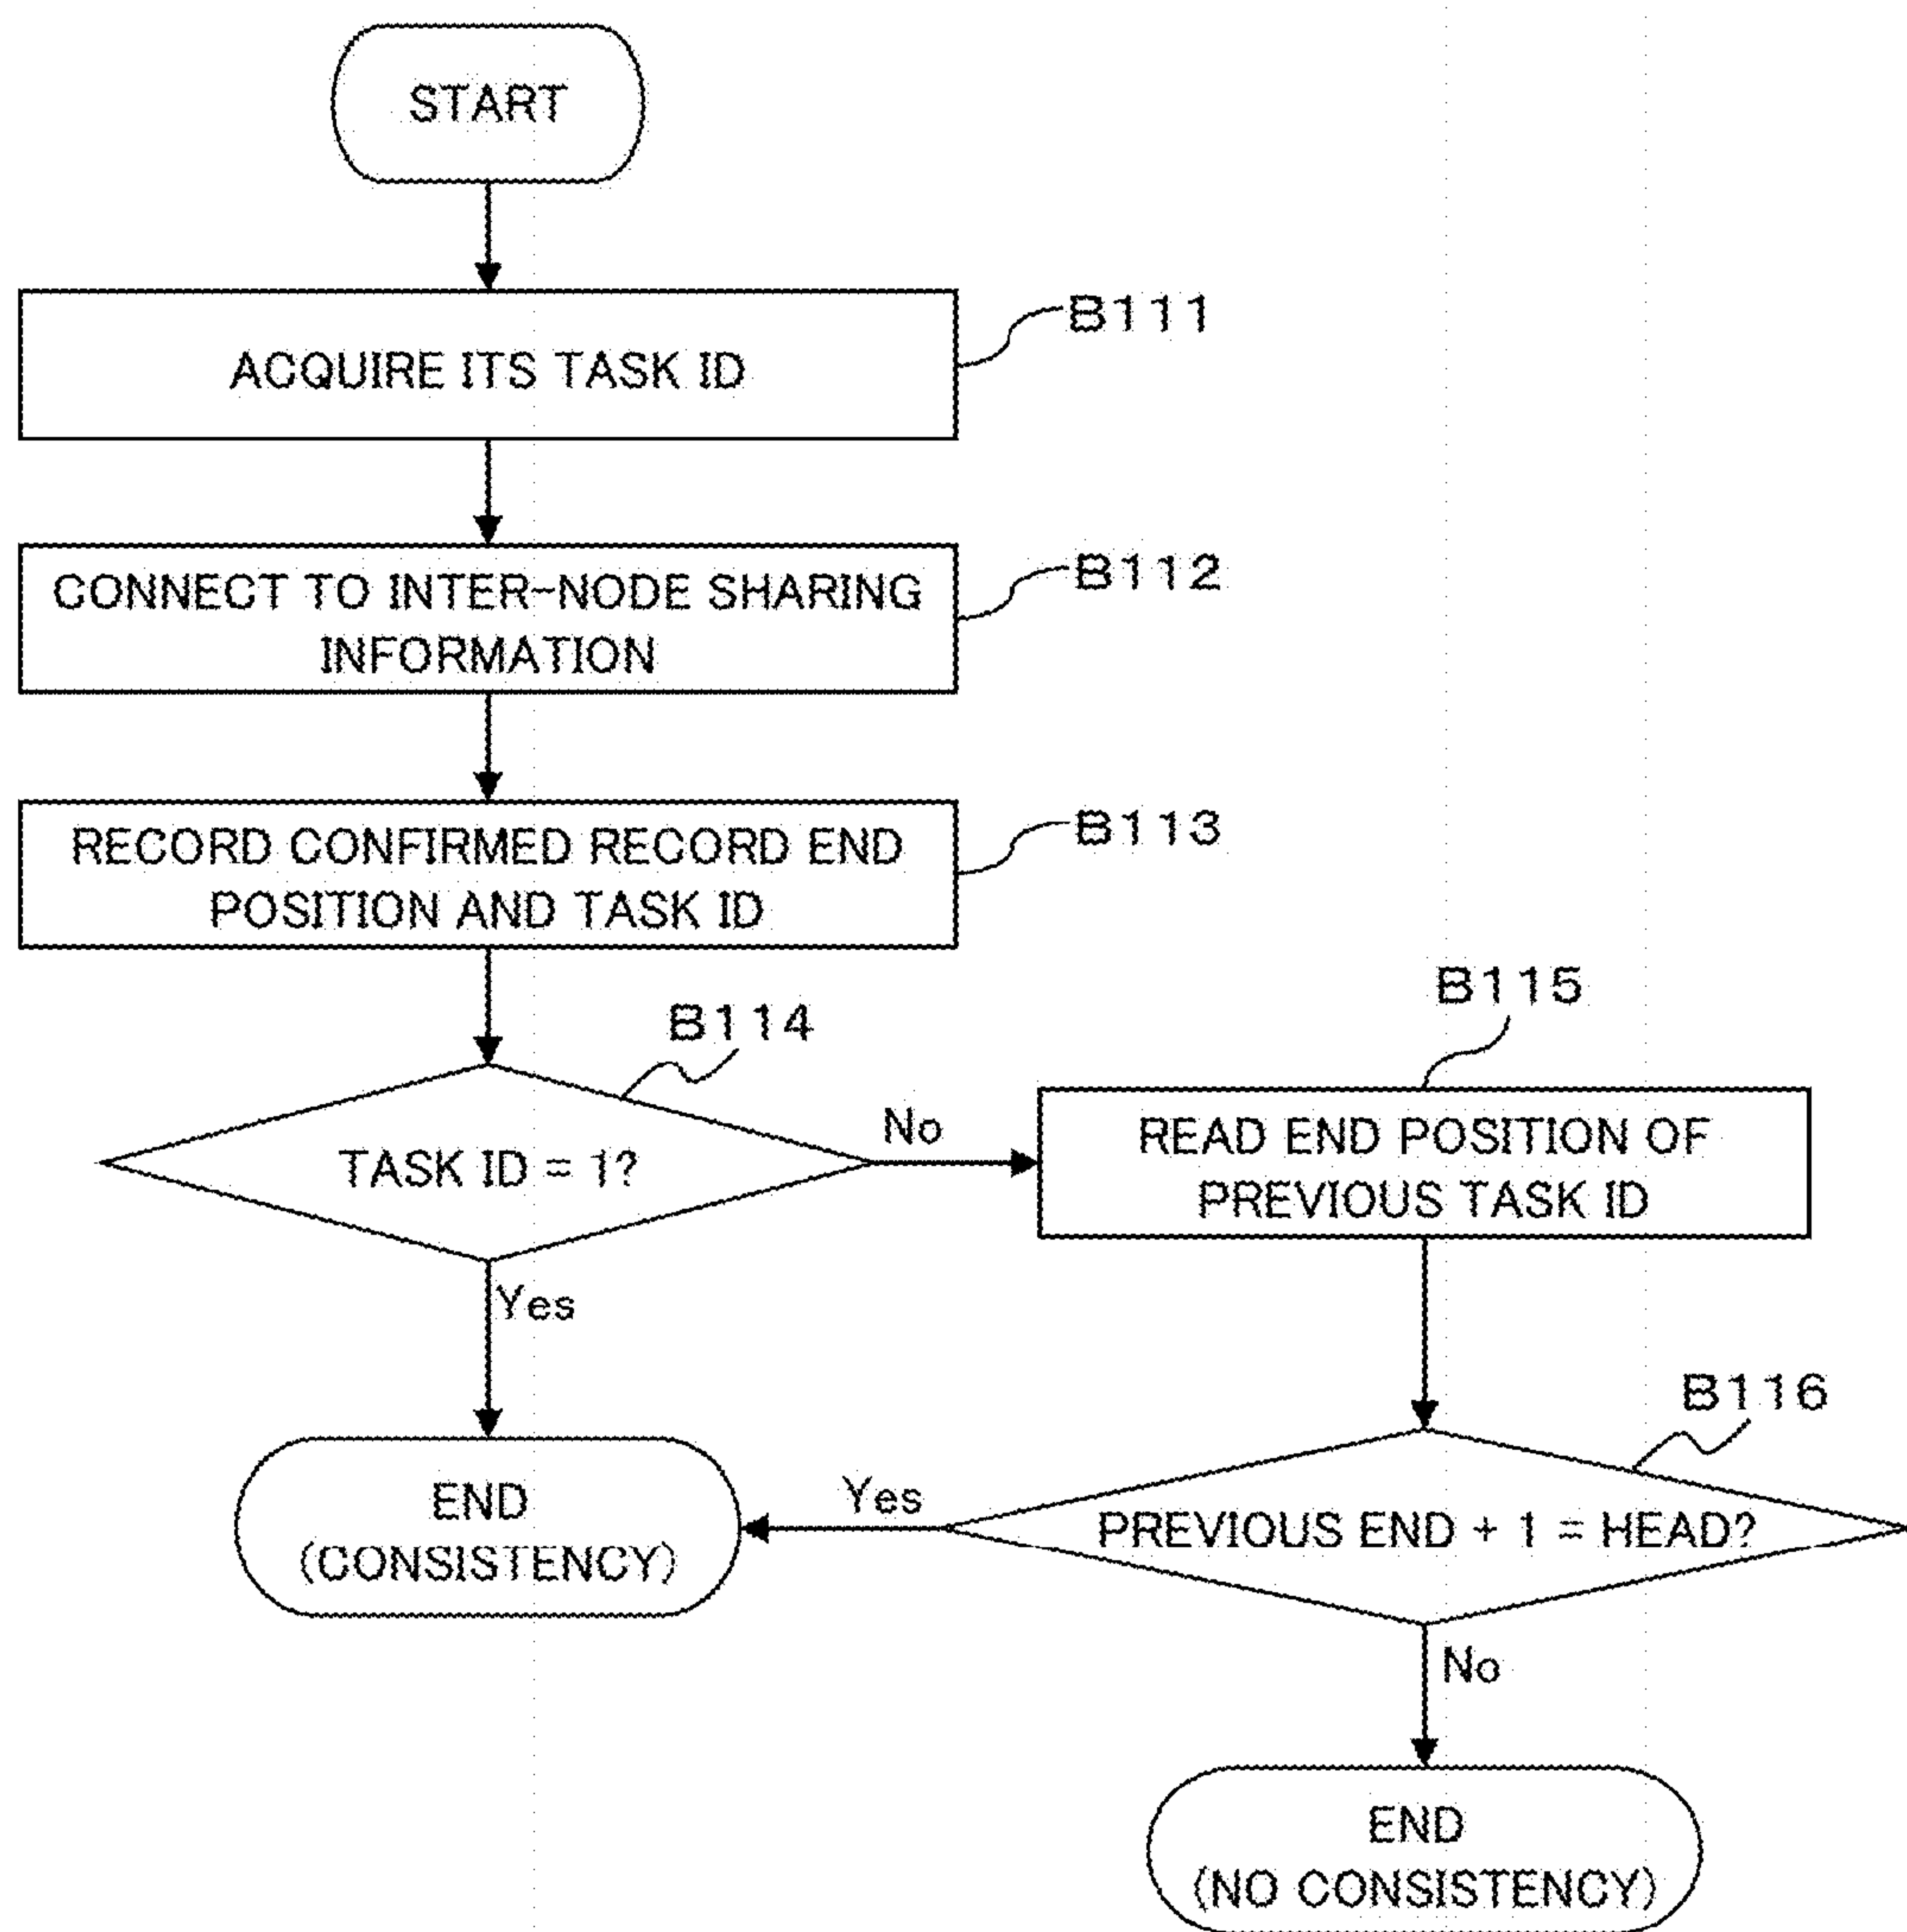 START
ACQUIRE ITS TASK ID
B111
CONNECT TO INTER-NODE SHARING
INFORMATION
B112
RECORD CONFIRMED RECORD END
POSITION AND TASK ID
B113
B114
TASK ID = 1?
No
Yes
B115
READ END POSITION OF
PREVIOUS TASK ID
B116
PREVIOUS END + 1 = HEAD?
Yes
No
END
(CONSISTENCY)
END
(NO CONSISTENCY)